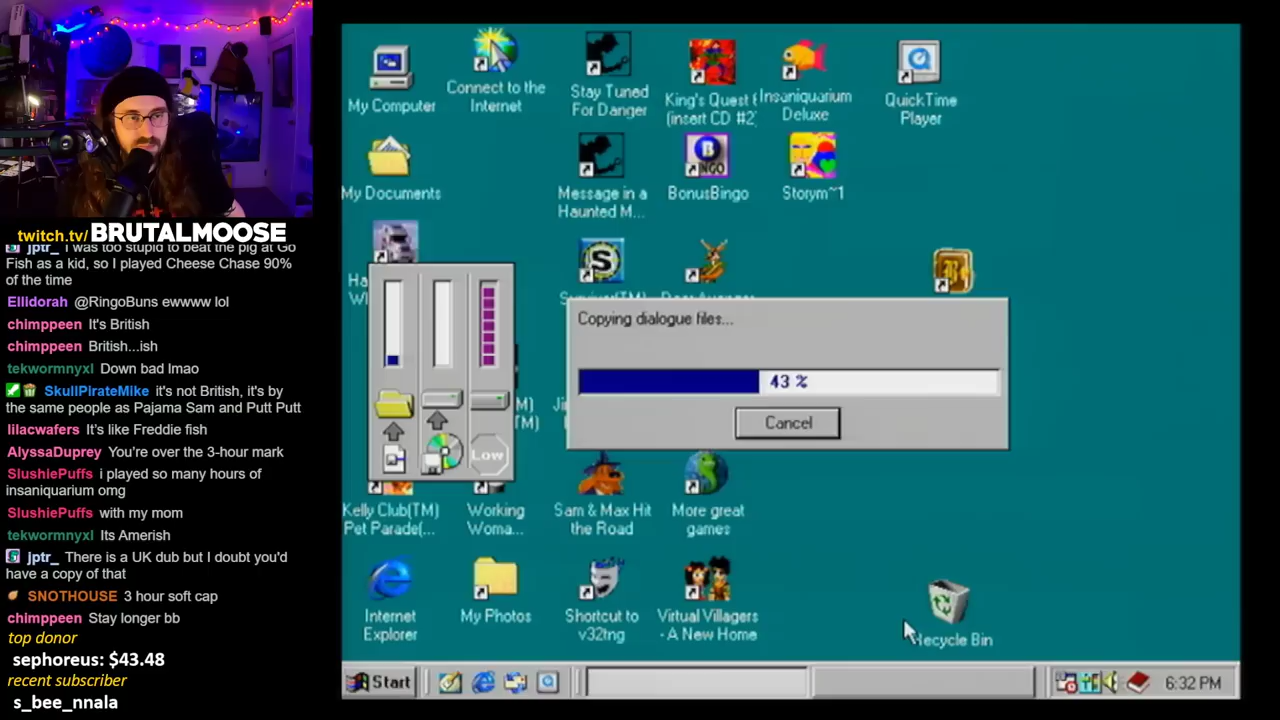 twitch.tv/BRUTALMOOSE
jptr_ I was too stupid to beat the pig at Go
Fish as a kid, so I played Cheese Chase 90%
of the time
Ellidorah @RingoBuns ewwww lol
chimppeen It's British
chimppeen British...ish
tekwormnyxl Down bad lmao
SkullPirateMike it's not British, it's by
the same people as Pajama Sam and Putt Putt
lilacwafers It's like Freddie fish
AlyssaDuprey You're over the 3-hour mark
SlushiePuffs i played so many hours of
insaniquarium omg
SlushiePuffs with my mom
tekwormnyxl Its Amerish
jptr_ There is a UK dub but I doubt you'd
have a copy of that
SNOTHOUSE 3 hour soft cap
chimppeen Stay longer bb
top donor
sephoreus: $43.48
recent subscriber
s_bee_nnala
My Computer
Connect to the
Internet
Stay Tuned
For Danger
King's Quest
(insert CD #2)
Insaniquarium
Deluxe
QuickTime
Player
My Documents
Message in a
Haunted M...
BINGO
BonusBingo
Storym~1
Copying dialogue files...
43 %
Cancel
Low
Kelly Club(TM)
Pet Parade(...
Working
Woma...
Sam & Max Hit
the Road
More great
games
Internet
Explorer
My Photos
Shortcut to
v32tng
Virtual Villagers
- A New Home
Recycle Bin
Start
6:32 PM